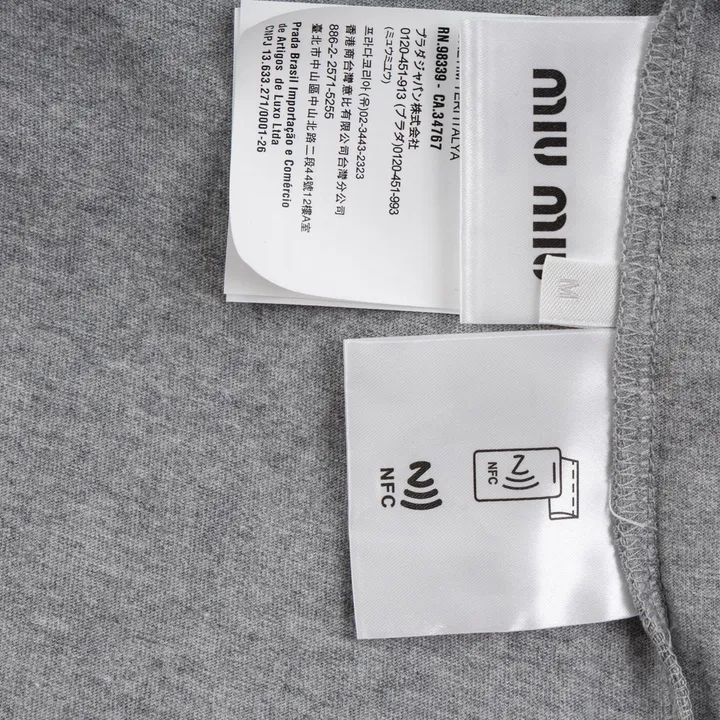 ÜRETİM YERİ:İTALYA
RN.98339 - CA.34767
プラダジャパン株式会社
0120-451-913 (プラダ)0120-451-993
(ミュウミュウ)
프라다코리아(유)02-3443-2323
香港商台灣意比有限公司台灣分公司
886-2- 2571-5255
臺北市中山區中山北路二段44號12樓A室
Prada Brasil Importação e Comércio
de Artigos de Luxo Ltda
CNPJ 13.633.271/0001-26
MIU MIU
M
NFC
NFC